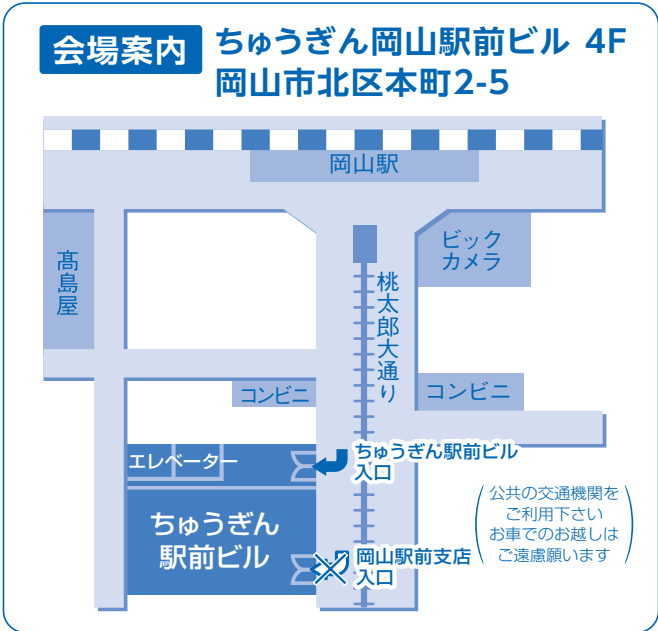 会場案内
ちゅうぎん岡山駅前ビル 4F
岡山市北区本町2-5
岡山駅
ビック
カメラ
髙島屋
桃太郎大通り
コンビニ
コンビニ
エレベーター
ちゅうぎん駅前ビル
入口
ちゅうぎん
駅前ビル
岡山駅前支店
入口
(公共の交通機関を
ご利用下さい
お車でのお越しは
ご遠慮願います)